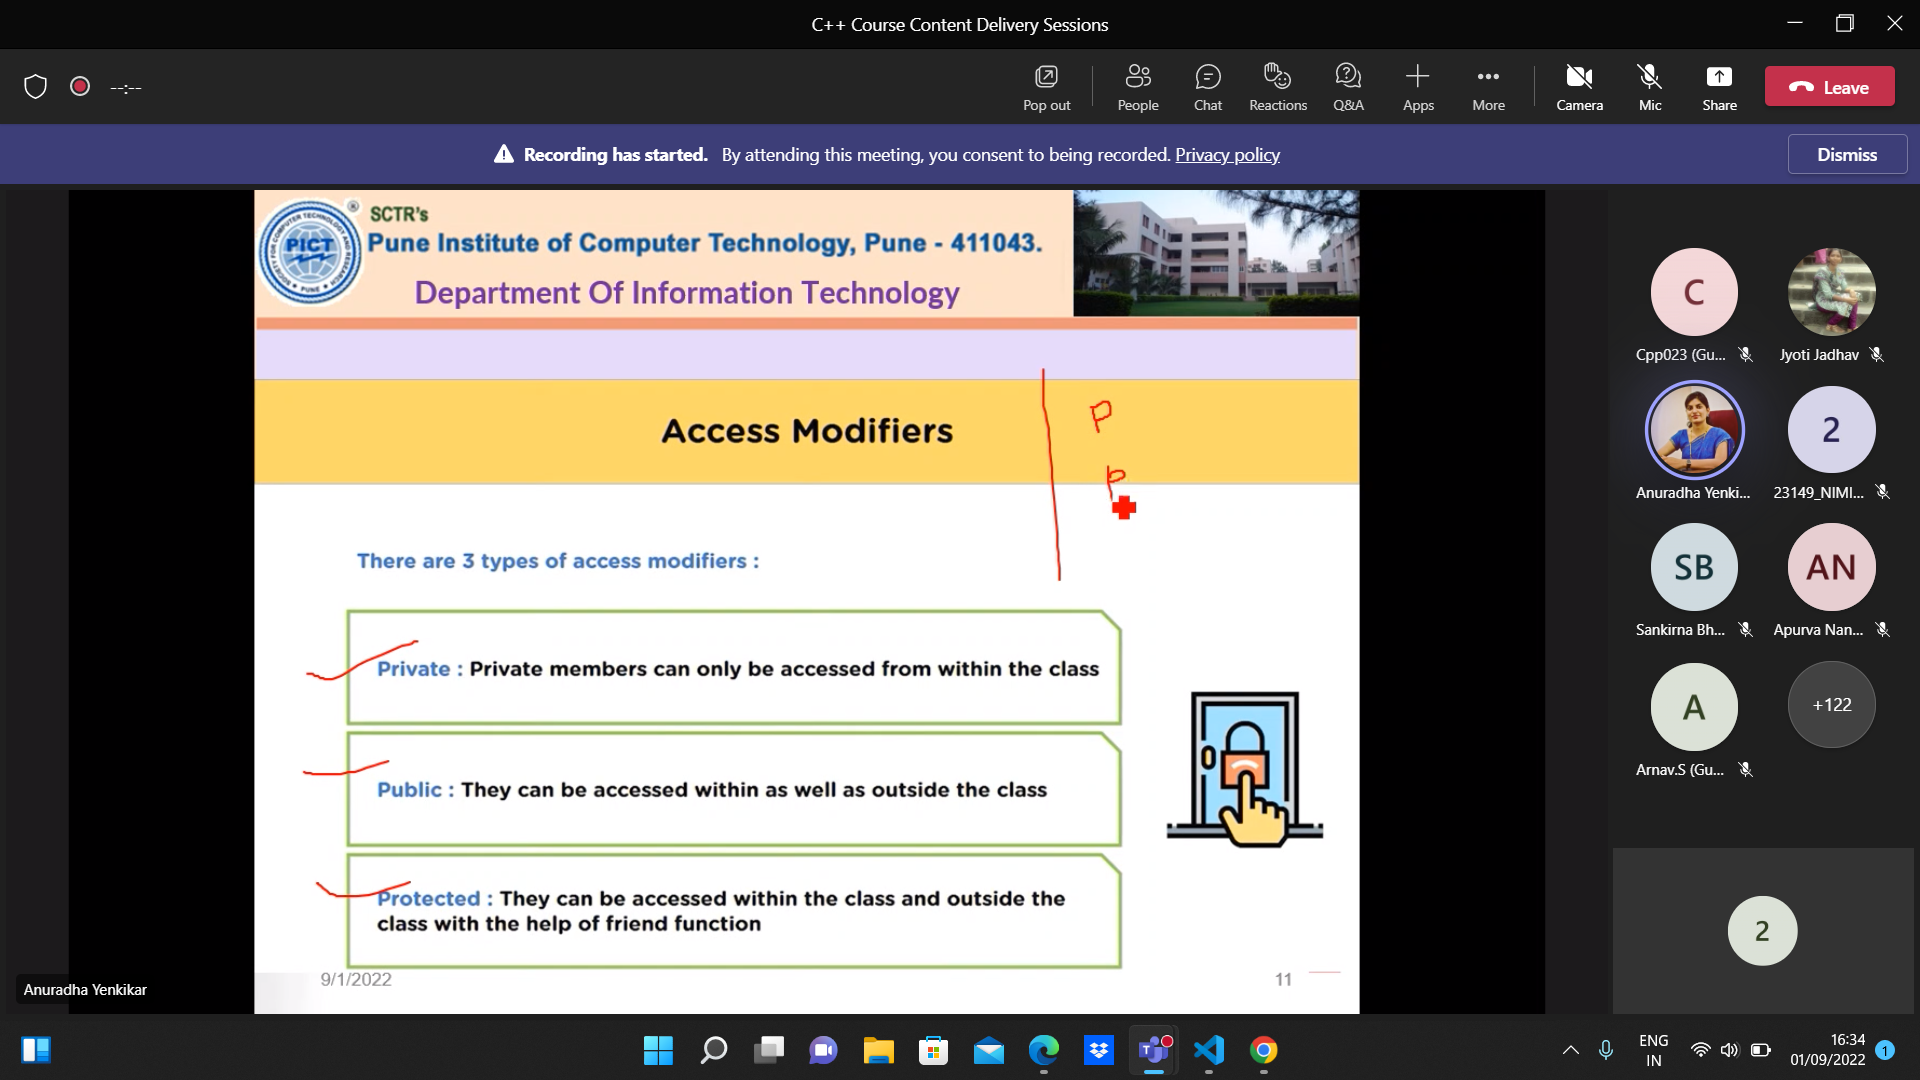 C++ Course Content Delivery Sessions
--:--
Pop out
People
Chat
Reactions
Q&A
Apps
More
Camera
Mic
Share
Leave
Recording has started. By attending this meeting, you consent to being recorded. Privacy policy
Dismiss
SCTR's
PICT
Pune Institute of Computer Technology, Pune - 411043.
Department Of Information Technology
Access Modifiers
P
P
There are 3 types of access modifiers :
Private : Private members can only be accessed from within the class
Public : They can be accessed within as well as outside the class
Protected : They can be accessed within the class and outside the
class with the help of friend function
9/1/2022
11
Anuradha Yenkikar
C
Cpp023 (Gu...
Jyoti Jadhav
Anuradha Yenki...
2
23149_NIMI...
SB
Sankirna Bh...
AN
Apurva Nan...
A
Arnav.S (Gu...
+122
2
ENG
IN
16:34
01/09/2022
1